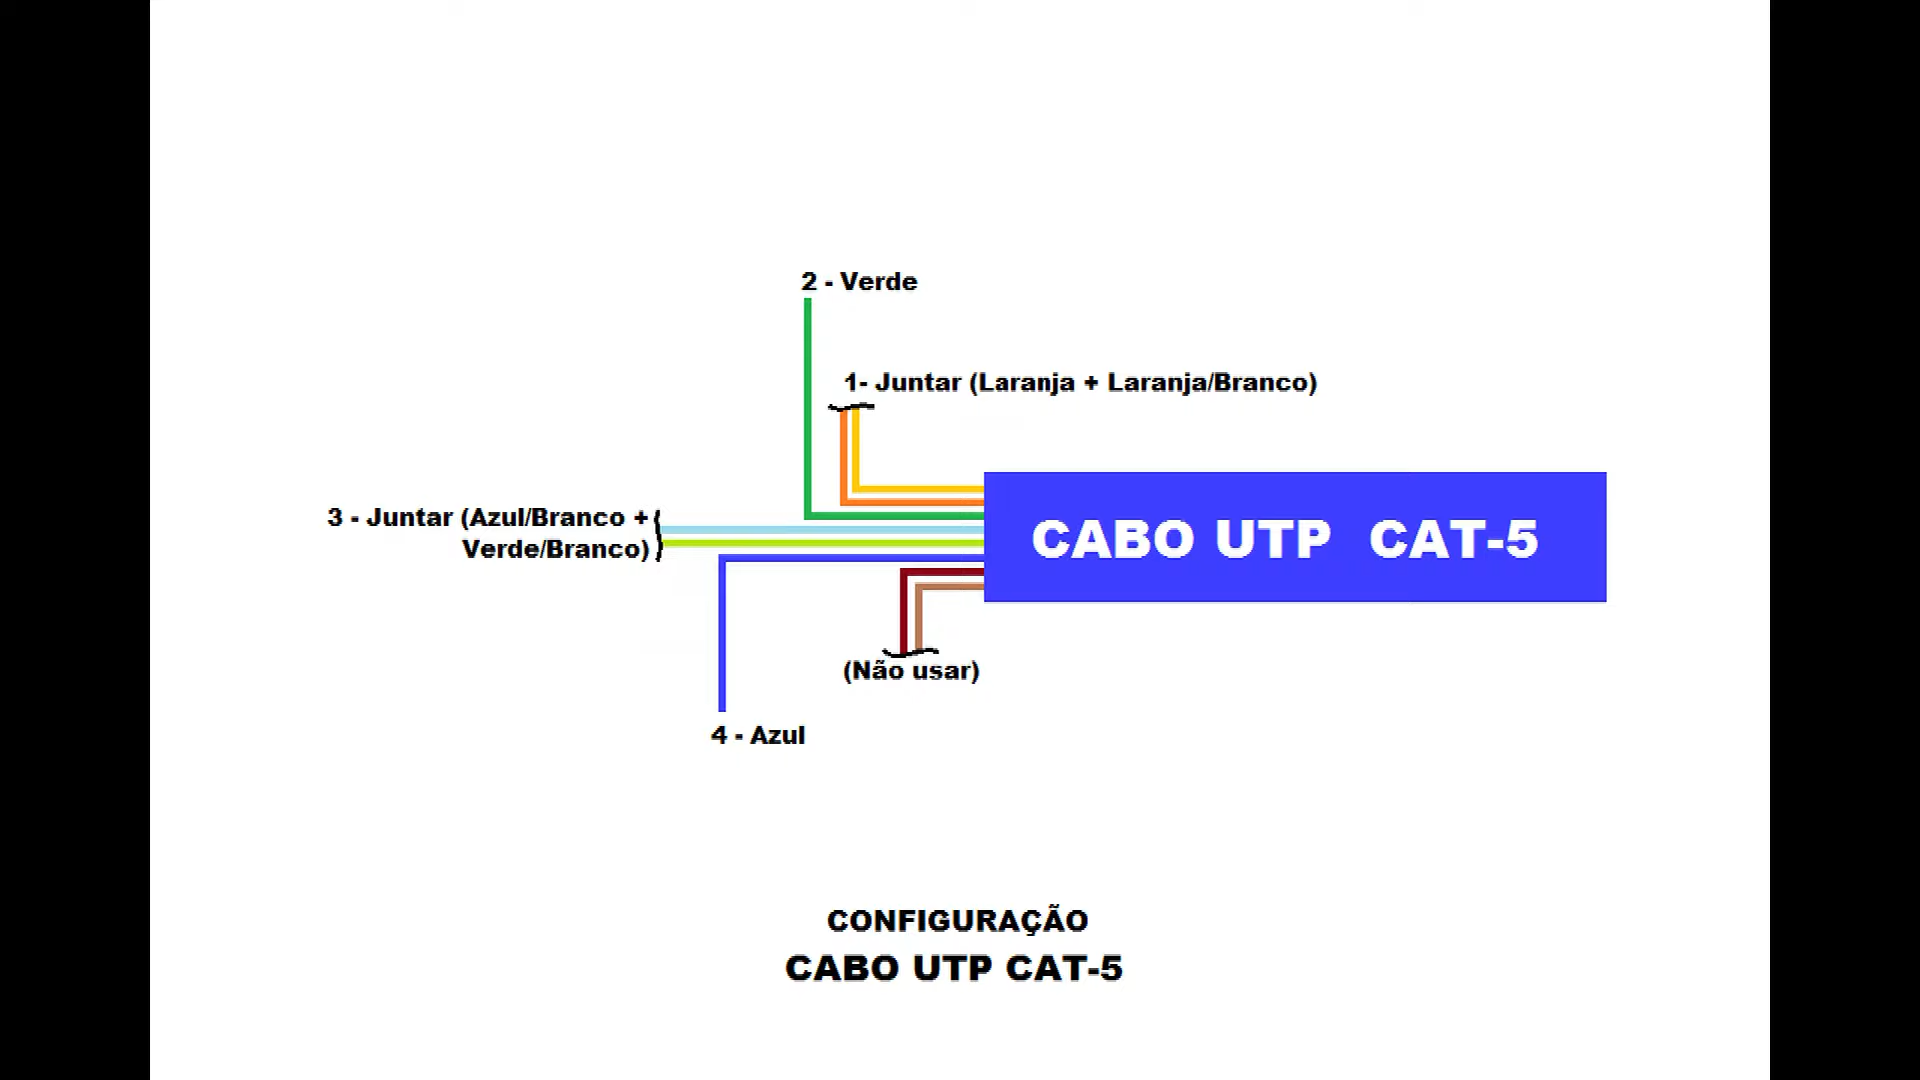 2 - Verde
1- Juntar (Laranja + Laranja/Branco)
3 - Juntar (Azul/Branco +
Verde/Branco)
CABO UTP CAT-5
(Não usar)
4 - Azul
CONFIGURAÇÃO
CABO UTP CAT-5